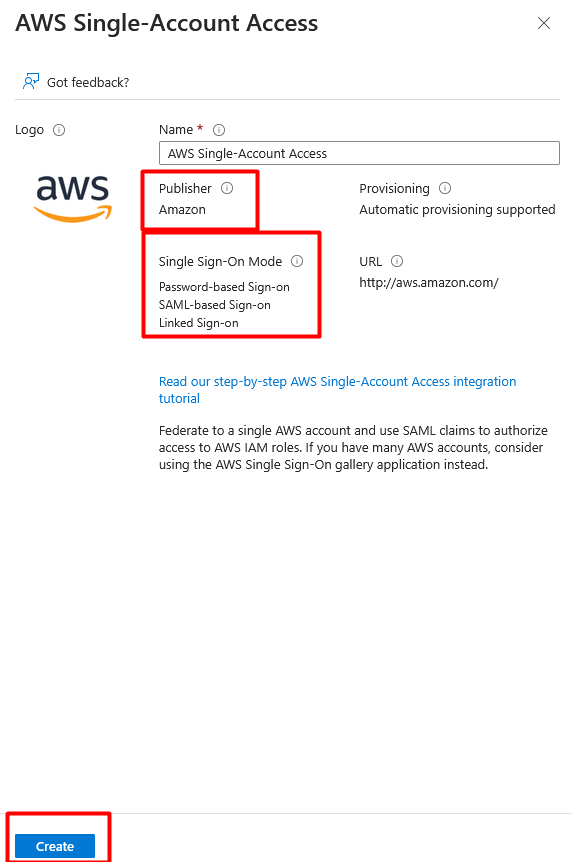 AWS Single-Account Access
Got feedback?
Logo
Name *
AWS Single-Account Access
aws
Publisher
Amazon
Provisioning
Automatic provisioning supported
Single Sign-On Mode
Password-based Sign-on
SAML-based Sign-on
Linked Sign-on
URL
http://aws.amazon.com/
Read our step-by-step AWS Single-Account Access integration
tutorial
Federate to a single AWS account and use SAML claims to authorize
access to AWS IAM roles. If you have many AWS accounts, consider
using the AWS Single Sign-On gallery application instead.
Create